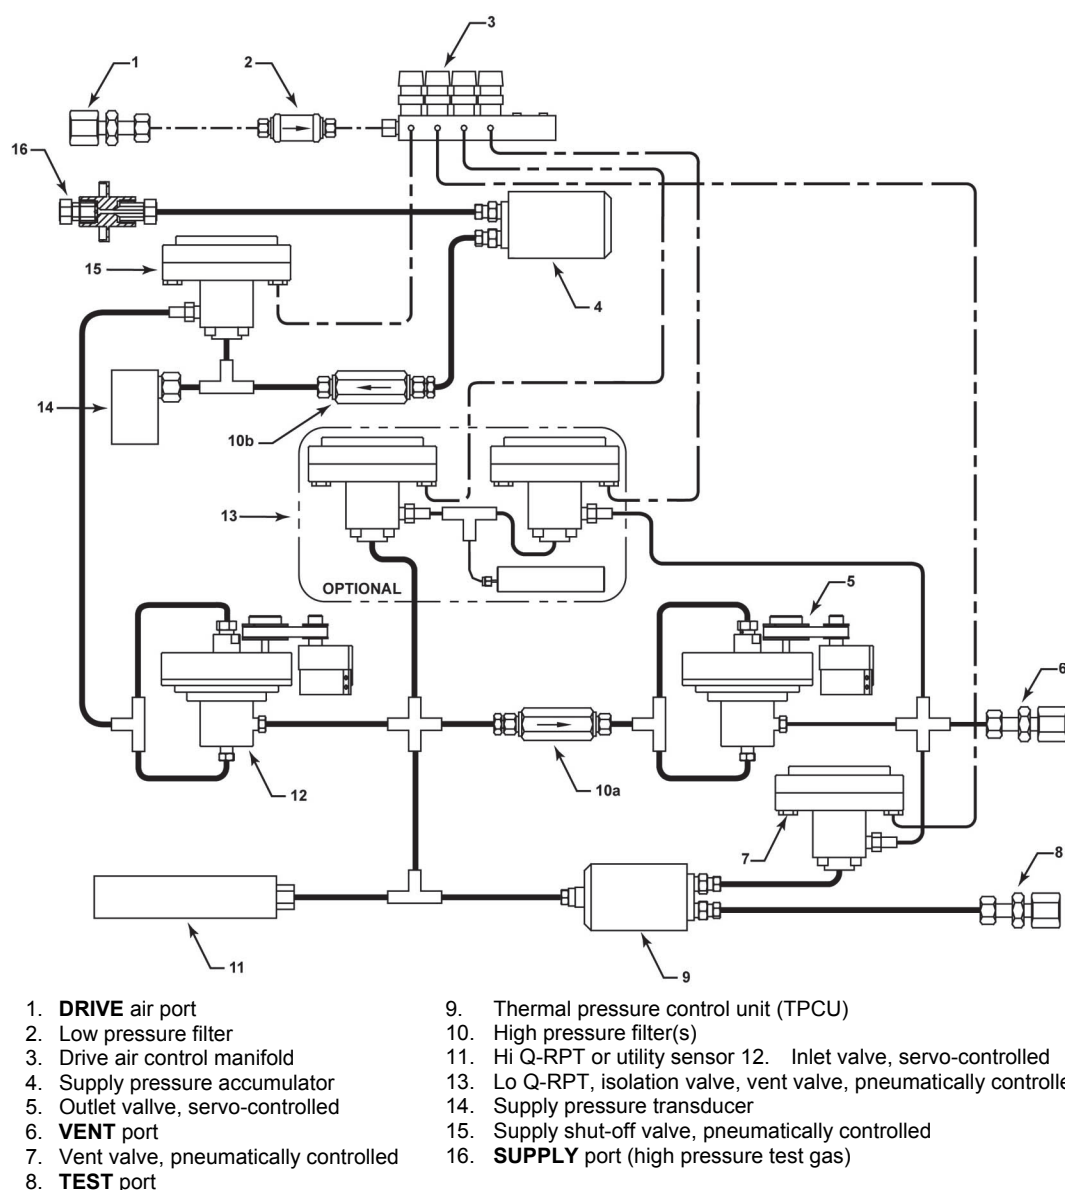 3
1
2
16
15
4
14
10b
13
OPTIONAL
5
6
12
10a
7
8
11
9
1. DRIVE air port
2. Low pressure filter
3. Drive air control manifold
4. Supply pressure accumulator
5. Outlet vallve, servo-controlled
6. VENT port
7. Vent valve, pneumatically controlled
8. TEST port
9. Thermal pressure control unit (TPCU)
10. High pressure filter(s)
11. Hi Q-RPT or utility sensor 12. Inlet valve, servo-controlled
13. Lo Q-RPT, isolation valve, vent valve, pneumatically controlle
14. Supply pressure transducer
15. Supply shut-off valve, pneumatically controlled
16. SUPPLY port (high pressure test gas)